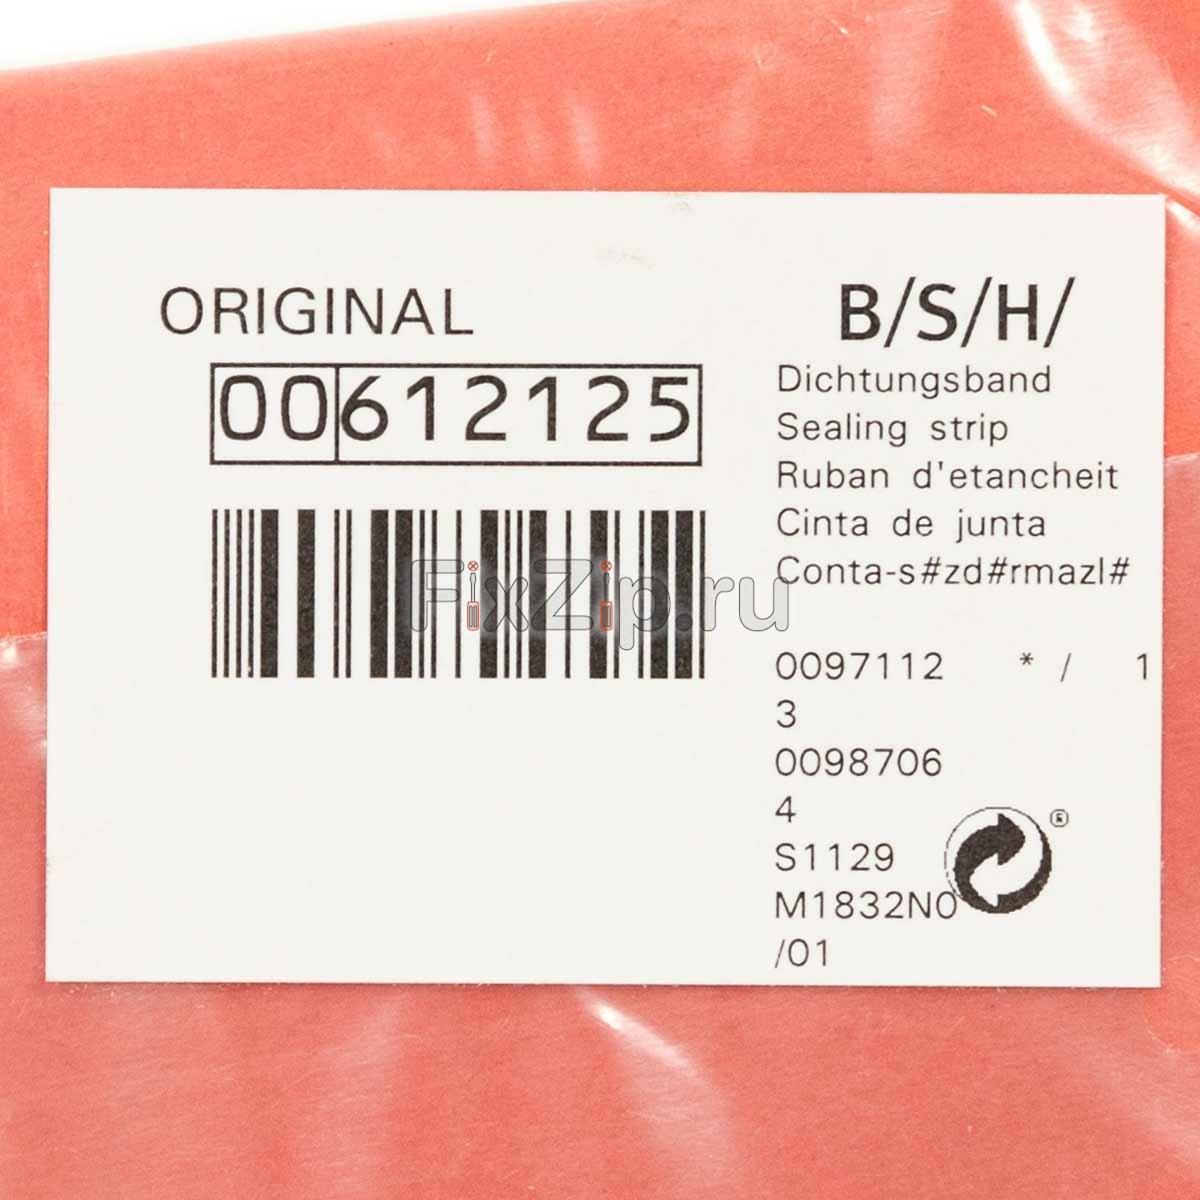 ORIGINAL
00612125
B/S/H/
Dichtungsband
Sealing strip
Ruban d'etancheit
Cinta de junta
Conta-s#zd#rmazl#
FixZip.ru
0097112 * / 1
3
0098706
4
S1129
M1832N0
/01